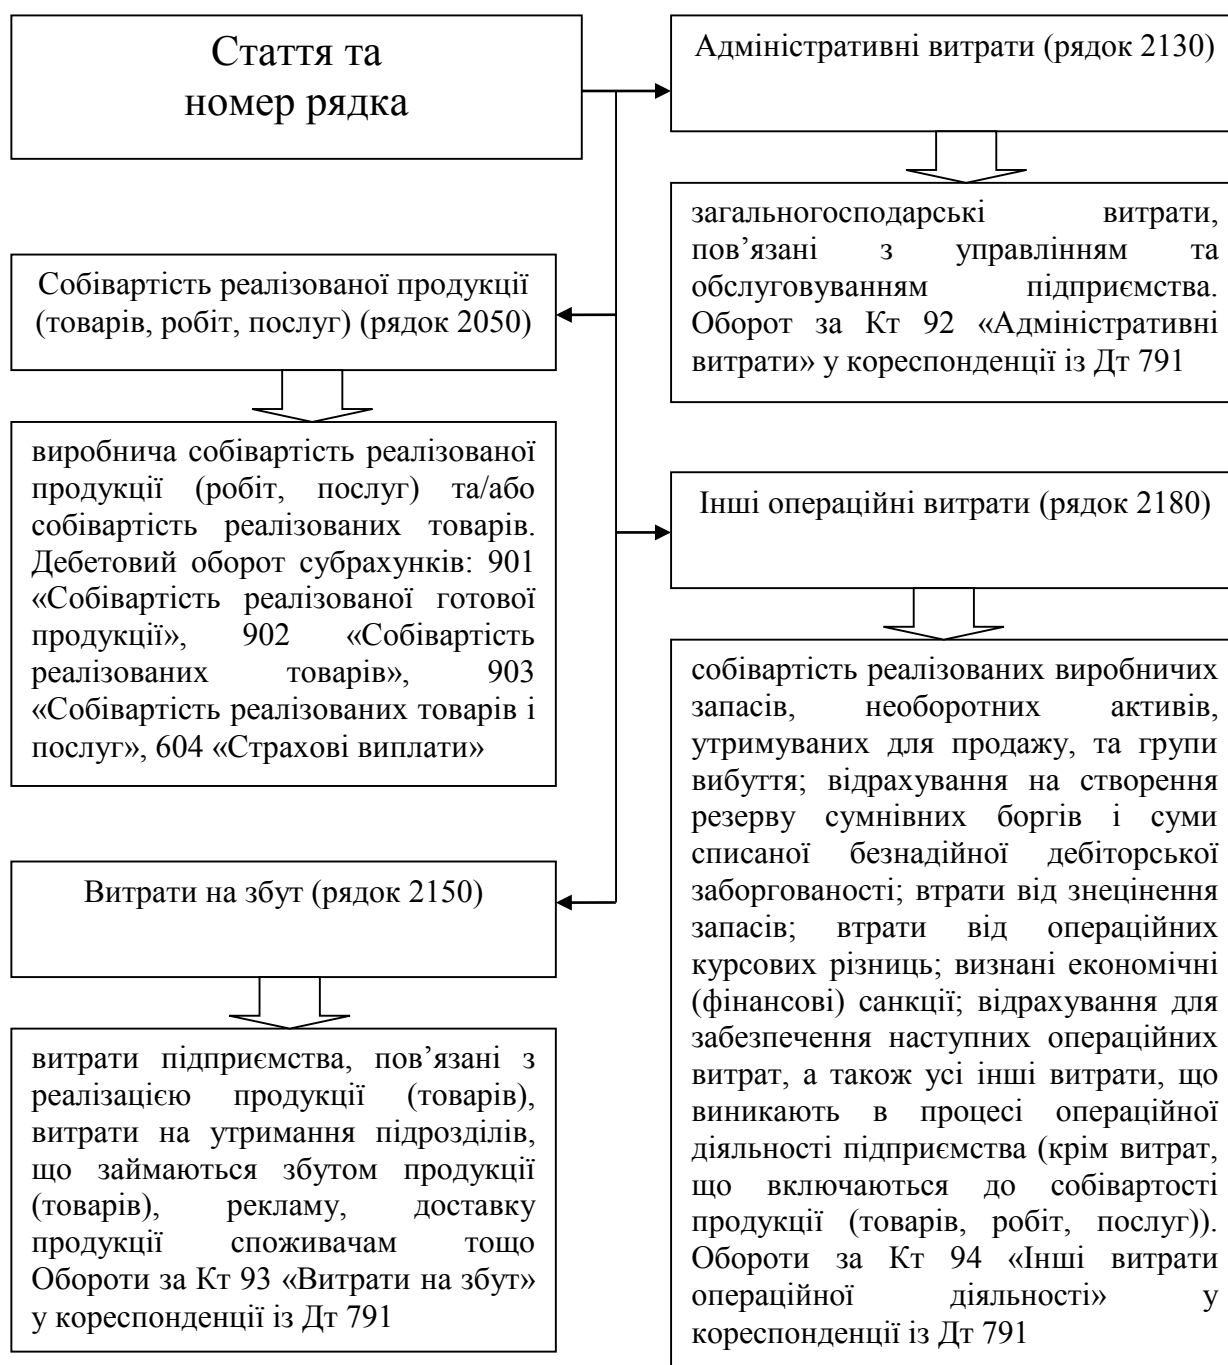 Стаття та
номер рядка
Адміністративні витрати (рядок 2130)
загальногосподарські витрати,
пов’язані з управлінням та
обслуговуванням підприємства.
Оборот за Кт 92 «Адміністративні
витрати» у кореспонденції із Дт 791
Собівартість реалізованої продукції
(товарів, робіт, послуг) (рядок 2050)
виробнича собівартість реалізованої
продукції (робіт, послуг) та/або
собівартість реалізованих товарів.
Дебетовий оборот субрахунків: 901
«Собівартість реалізованої готової
продукції», 902 «Собівартість
реалізованих товарів», 903
«Собівартість реалізованих товарів і
послуг», 604 «Страхові виплати»
Інші операційні витрати (рядок 2180)
собівартість реалізованих виробничих
запасів, необоротних активів,
утримуваних для продажу, та групи
вибуття; відрахування на створення
резерву сумнівних боргів і суми
списаної безнадійної дебіторської
заборгованості; втрати від знецінення
запасів; втрати від операційних
курсових різниць; визнані економічні
(фінансові) санкції; відрахування для
забезпечення наступних операційних
витрат, а також усі інші витрати, що
виникають в процесі операційної
діяльності підприємства (крім витрат,
що включаються до собівартості
продукції (товарів, робіт, послуг)).
Обороти за Кт 94 «Інші витрати
операційної діяльності» у
кореспонденції із Дт 791
Витрати на збут (рядок 2150)
витрати підприємства, пов’язані з
реалізацією продукції (товарів),
витрати на утримання підрозділів,
що займаються збутом продукції
(товарів), рекламу, доставку
продукції споживачам тощо
Обороти за Кт 93 «Витрати на збут»
у кореспонденції із Дт 791